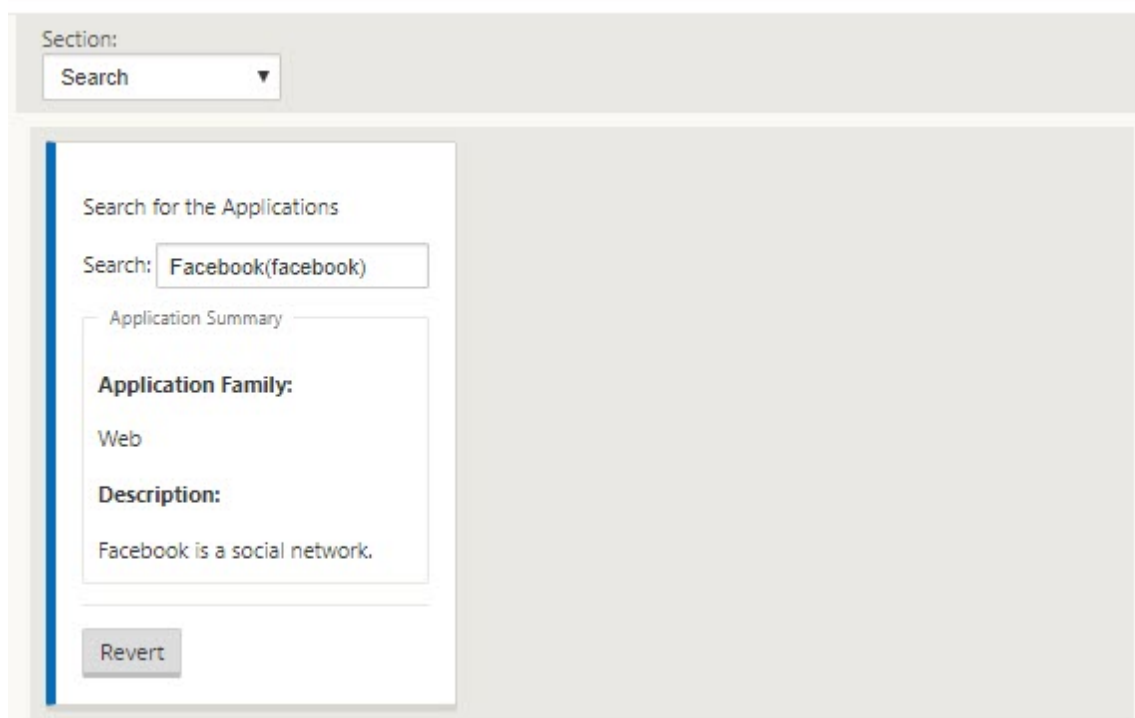 Section:
Search
Search for the Applications
Search: Facebook(facebook)
Application Summary
Application Family:
Web
Description:
Facebook is a social network.
Revert